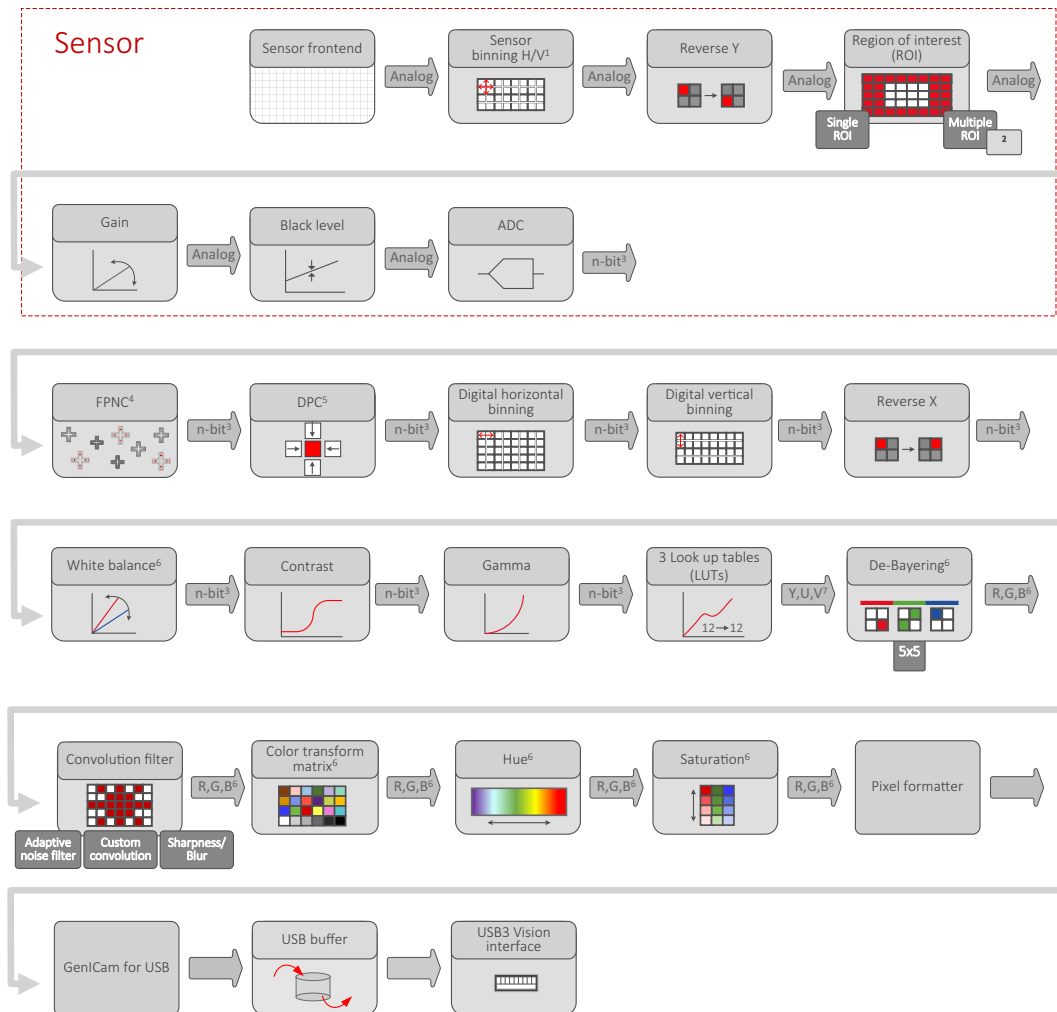 Sensor
Sensor frontend
Analog
Sensor
binning H/V¹
Analog
Reverse Y
Analog
Region of interest
(ROI)
Single
ROI
Multiple
ROI
2
Analog
Gain
Analog
Black level
Analog
ADC
n-bit³
FPNC⁴
n-bit³
DPC⁵
n-bit³
Digital horizontal
binning
n-bit³
Digital vertical
binning
n-bit³
Reverse X
n-bit³
White balance⁶
n-bit³
Contrast
n-bit³
Gamma
n-bit³
3 Look up tables
(LUTs)
12→12
Y,U,V⁷
De-Bayering⁶
5x5
R,G,B⁶
Convolution filter
Adaptive
noise filter
Custom
convolution
Sharpness/
Blur
R,G,B⁶
Color transform
matrix⁶
R,G,B⁶
Hue⁶
R,G,B⁶
Saturation⁶
R,G,B⁶
Pixel formatter
GenICam for USB
USB buffer
USB3 Vision
interface